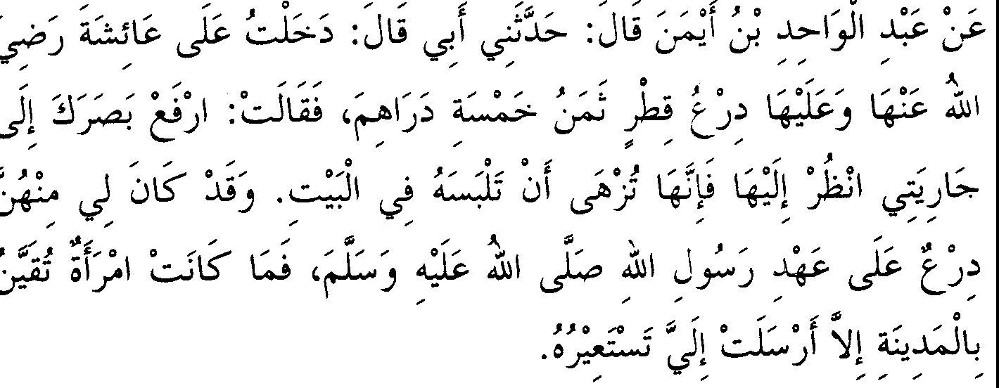 عَنْ عَبْدِ الْوَاحِدِ بْنُ أَيْمَنَ قَالَ: حَدَّثَنِي أَبِي قَالَ: دَخَلْتُ عَلَى عَائِشَةَ رَضِيَ
اللهُ عَنْهَا وَعَلَيْهَا دِرْعُ قِطْرٍ ثَمَنُ خَمْسَةِ دَرَاهِمَ، فَقَالَتْ: ارْفَعْ بَصَرَكَ إِلَى
جَارِيَتِي انْظُرْ إِلَيْهَا فَإِنَّهَا تُزْهَى أَنْ تَلْبَسَهُ فِي الْبَيْتِ. وَقَدْ كَانَ لِي مِنْهُنَّ
دِرْعٌ عَلَى عَهْدِ رَسُولِ اللهِ صَلَّى اللهُ عَلَيْهِ وَسَلَّمَ، فَمَا كَانَتْ امْرَأَةٌ تُقَيَّنُ
بِالْمَدِينَةِ إِلاَّ أَرْسَلَتْ إِلَيَّ تَسْتَعِيْرُهُ.